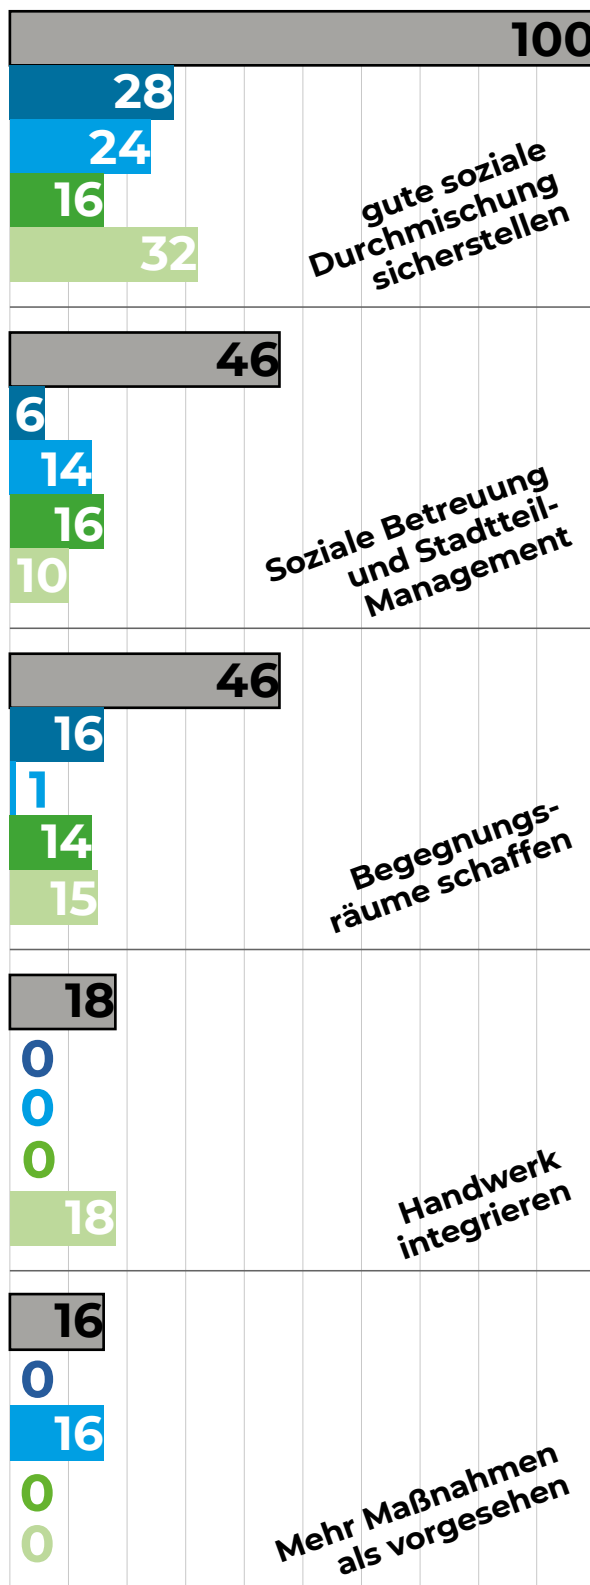 100
28
24
16
32
gute soziale
Durchmischung
sicherstellen
46
6
14
16
10
Soziale Betreuung
und Stadtteil-
Management
46
16
1
14
15
Begegnungs-
räume schaffen
18
0
0
0
18
Handwerk
integrieren
16
0
16
0
0
Mehr Maßnahmen
als vorgesehen